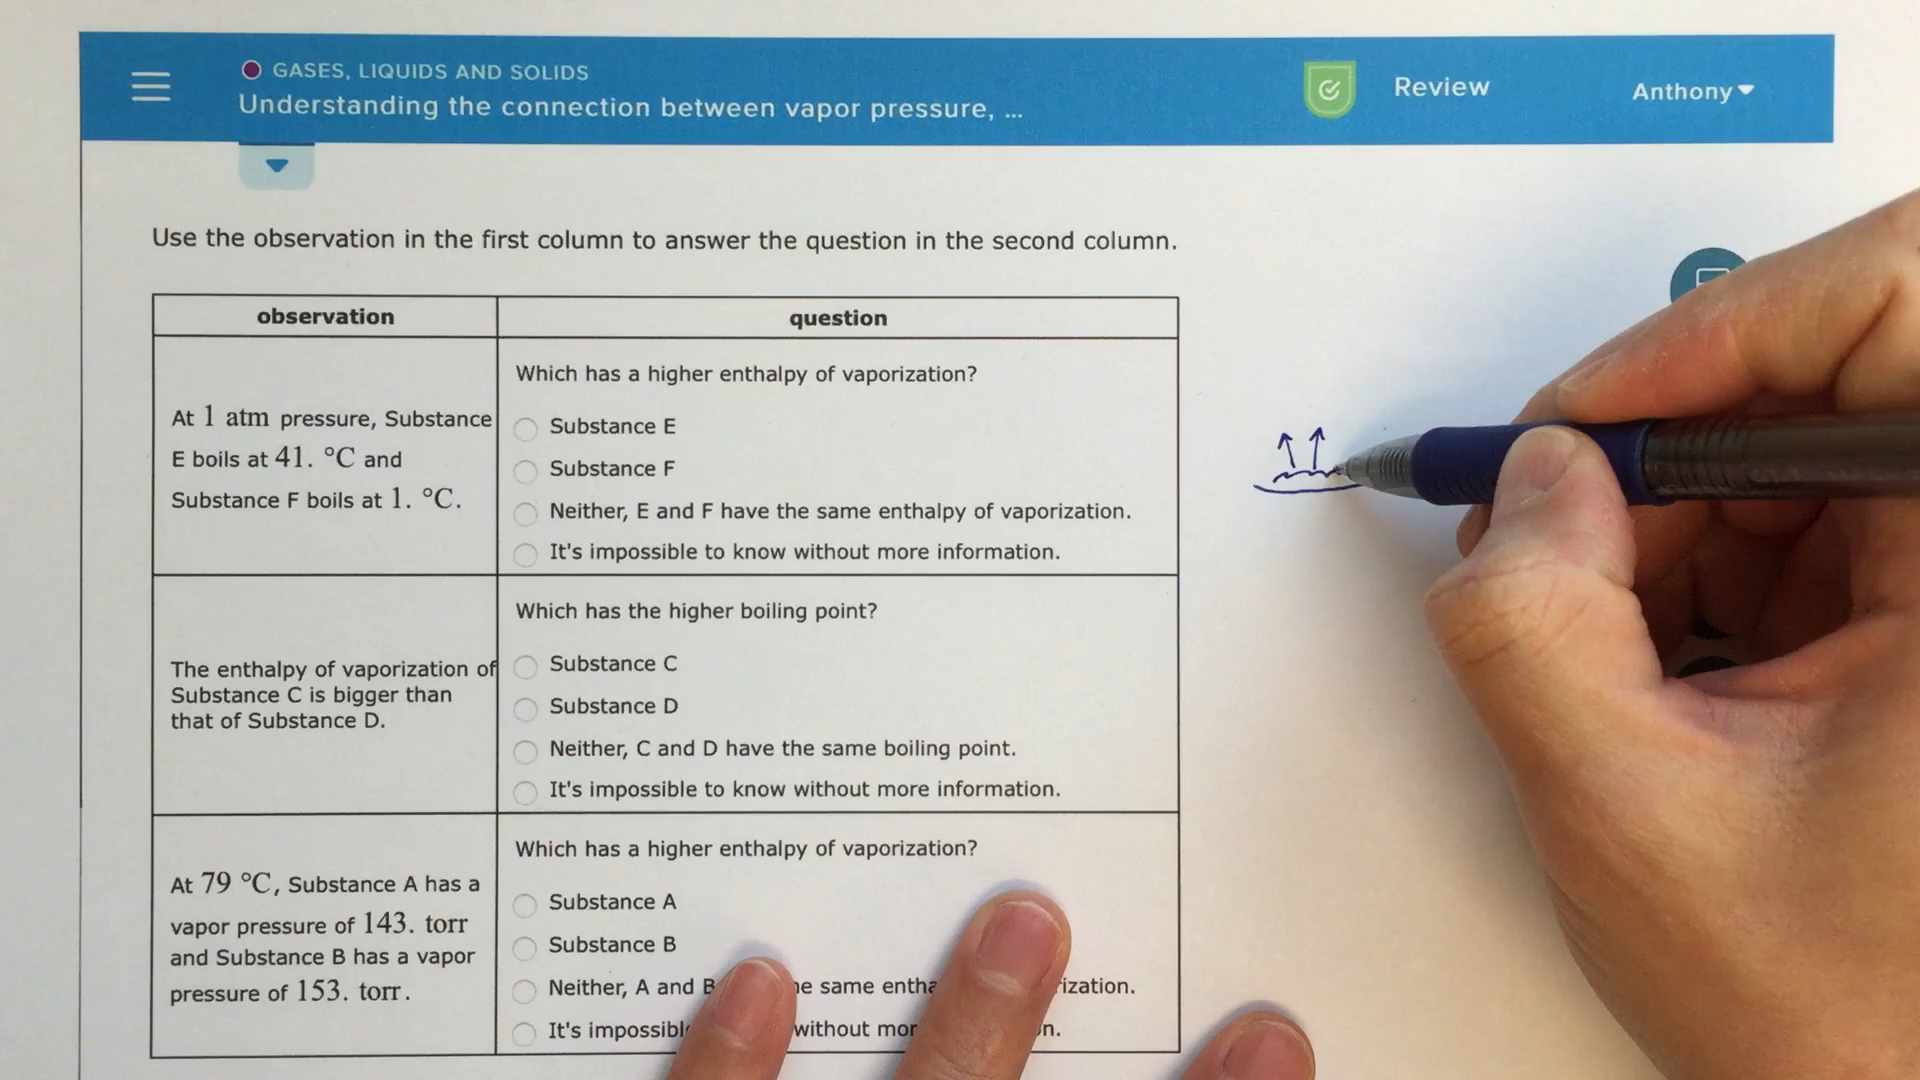 GASES, LIQUIDS AND SOLIDS
Understanding the connection between vapor pressure, ...
Review
Anthony
Use the observation in the first column to answer the question in the second column.
observation
question
At 1 atm pressure, Substance
E boils at 41. °C and
Substance F boils at 1. °C.
Which has a higher enthalpy of vaporization?
Substance E
Substance F
Neither, E and F have the same enthalpy of vaporization.
It's impossible to know without more information.
The enthalpy of vaporization of
Substance C is bigger than
that of Substance D.
Which has the higher boiling point?
Substance C
Substance D
Neither, C and D have the same boiling point.
It's impossible to know without more information.
At 79 °C, Substance A has a
vapor pressure of 143. torr
and Substance B has a vapor
pressure of 153. torr.
Which has a higher enthalpy of vaporization?
Substance A
Substance B
Neither, A and B same
It's without